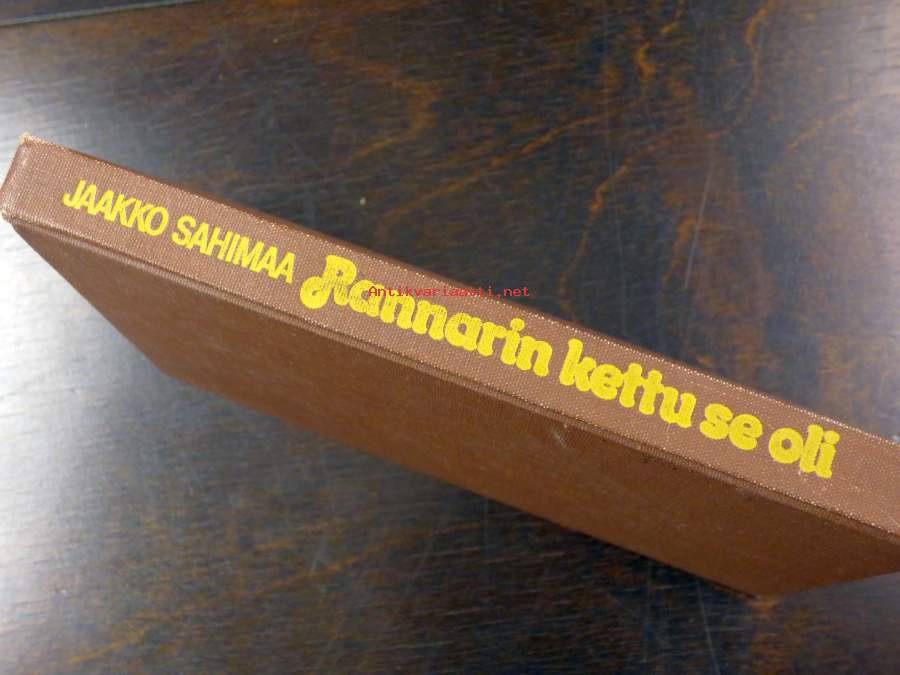 JAAKKO SAHIMAA Rannarin kettu se oli
Antikvariaatti.net